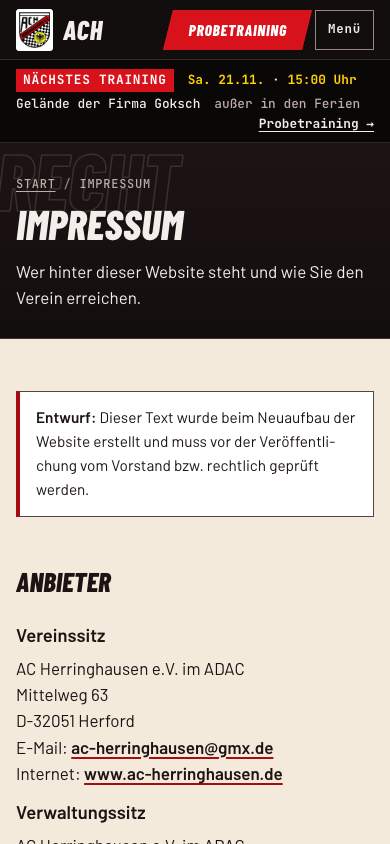 ACH
PROBETRAINING
Menü
NÄCHSTES TRAINING Sa. 21.11. · 15:00 Uhr
Gelände der Firma Goksch außer in den Ferien
Probetraining →
RECHT
START / IMPRESSUM
IMPRESSUM
Wer hinter dieser Website steht und wie Sie den
Verein erreichen.
Entwurf: Dieser Text wurde beim Neuaufbau der
Website erstellt und muss vor der Veröffentli-
chung vom Vorstand bzw. rechtlich geprüft
werden.
ANBIETER
Vereinssitz
AC Herringhausen e.V. im ADAC
Mittelweg 63
D-32051 Herford
E-Mail: ac-herringhausen@gmx.de
Internet: www.ac-herringhausen.de
Verwaltungssitz
AC Herringhausen e.V. im ADAC